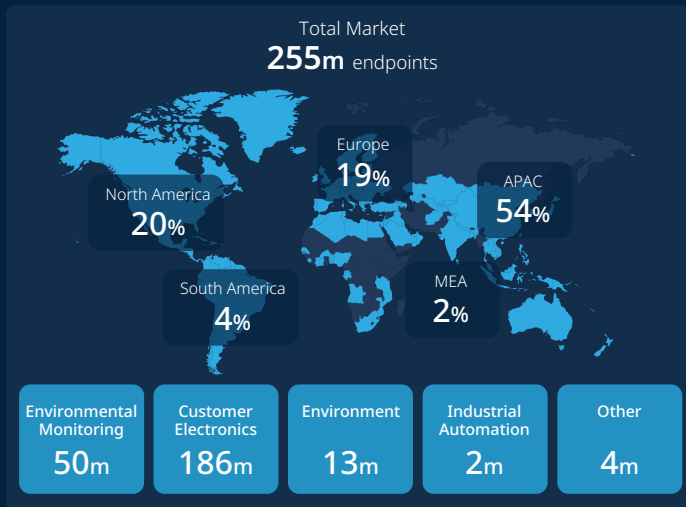 Total Market
255m endpoints
Europe
19%
APAC
54%
North America
20%
South America
4%
MEA
2%
Environmental
Monitoring
50m
Customer
Electronics
186m
Environment
13m
Industrial
Automation
2m
Other
4m